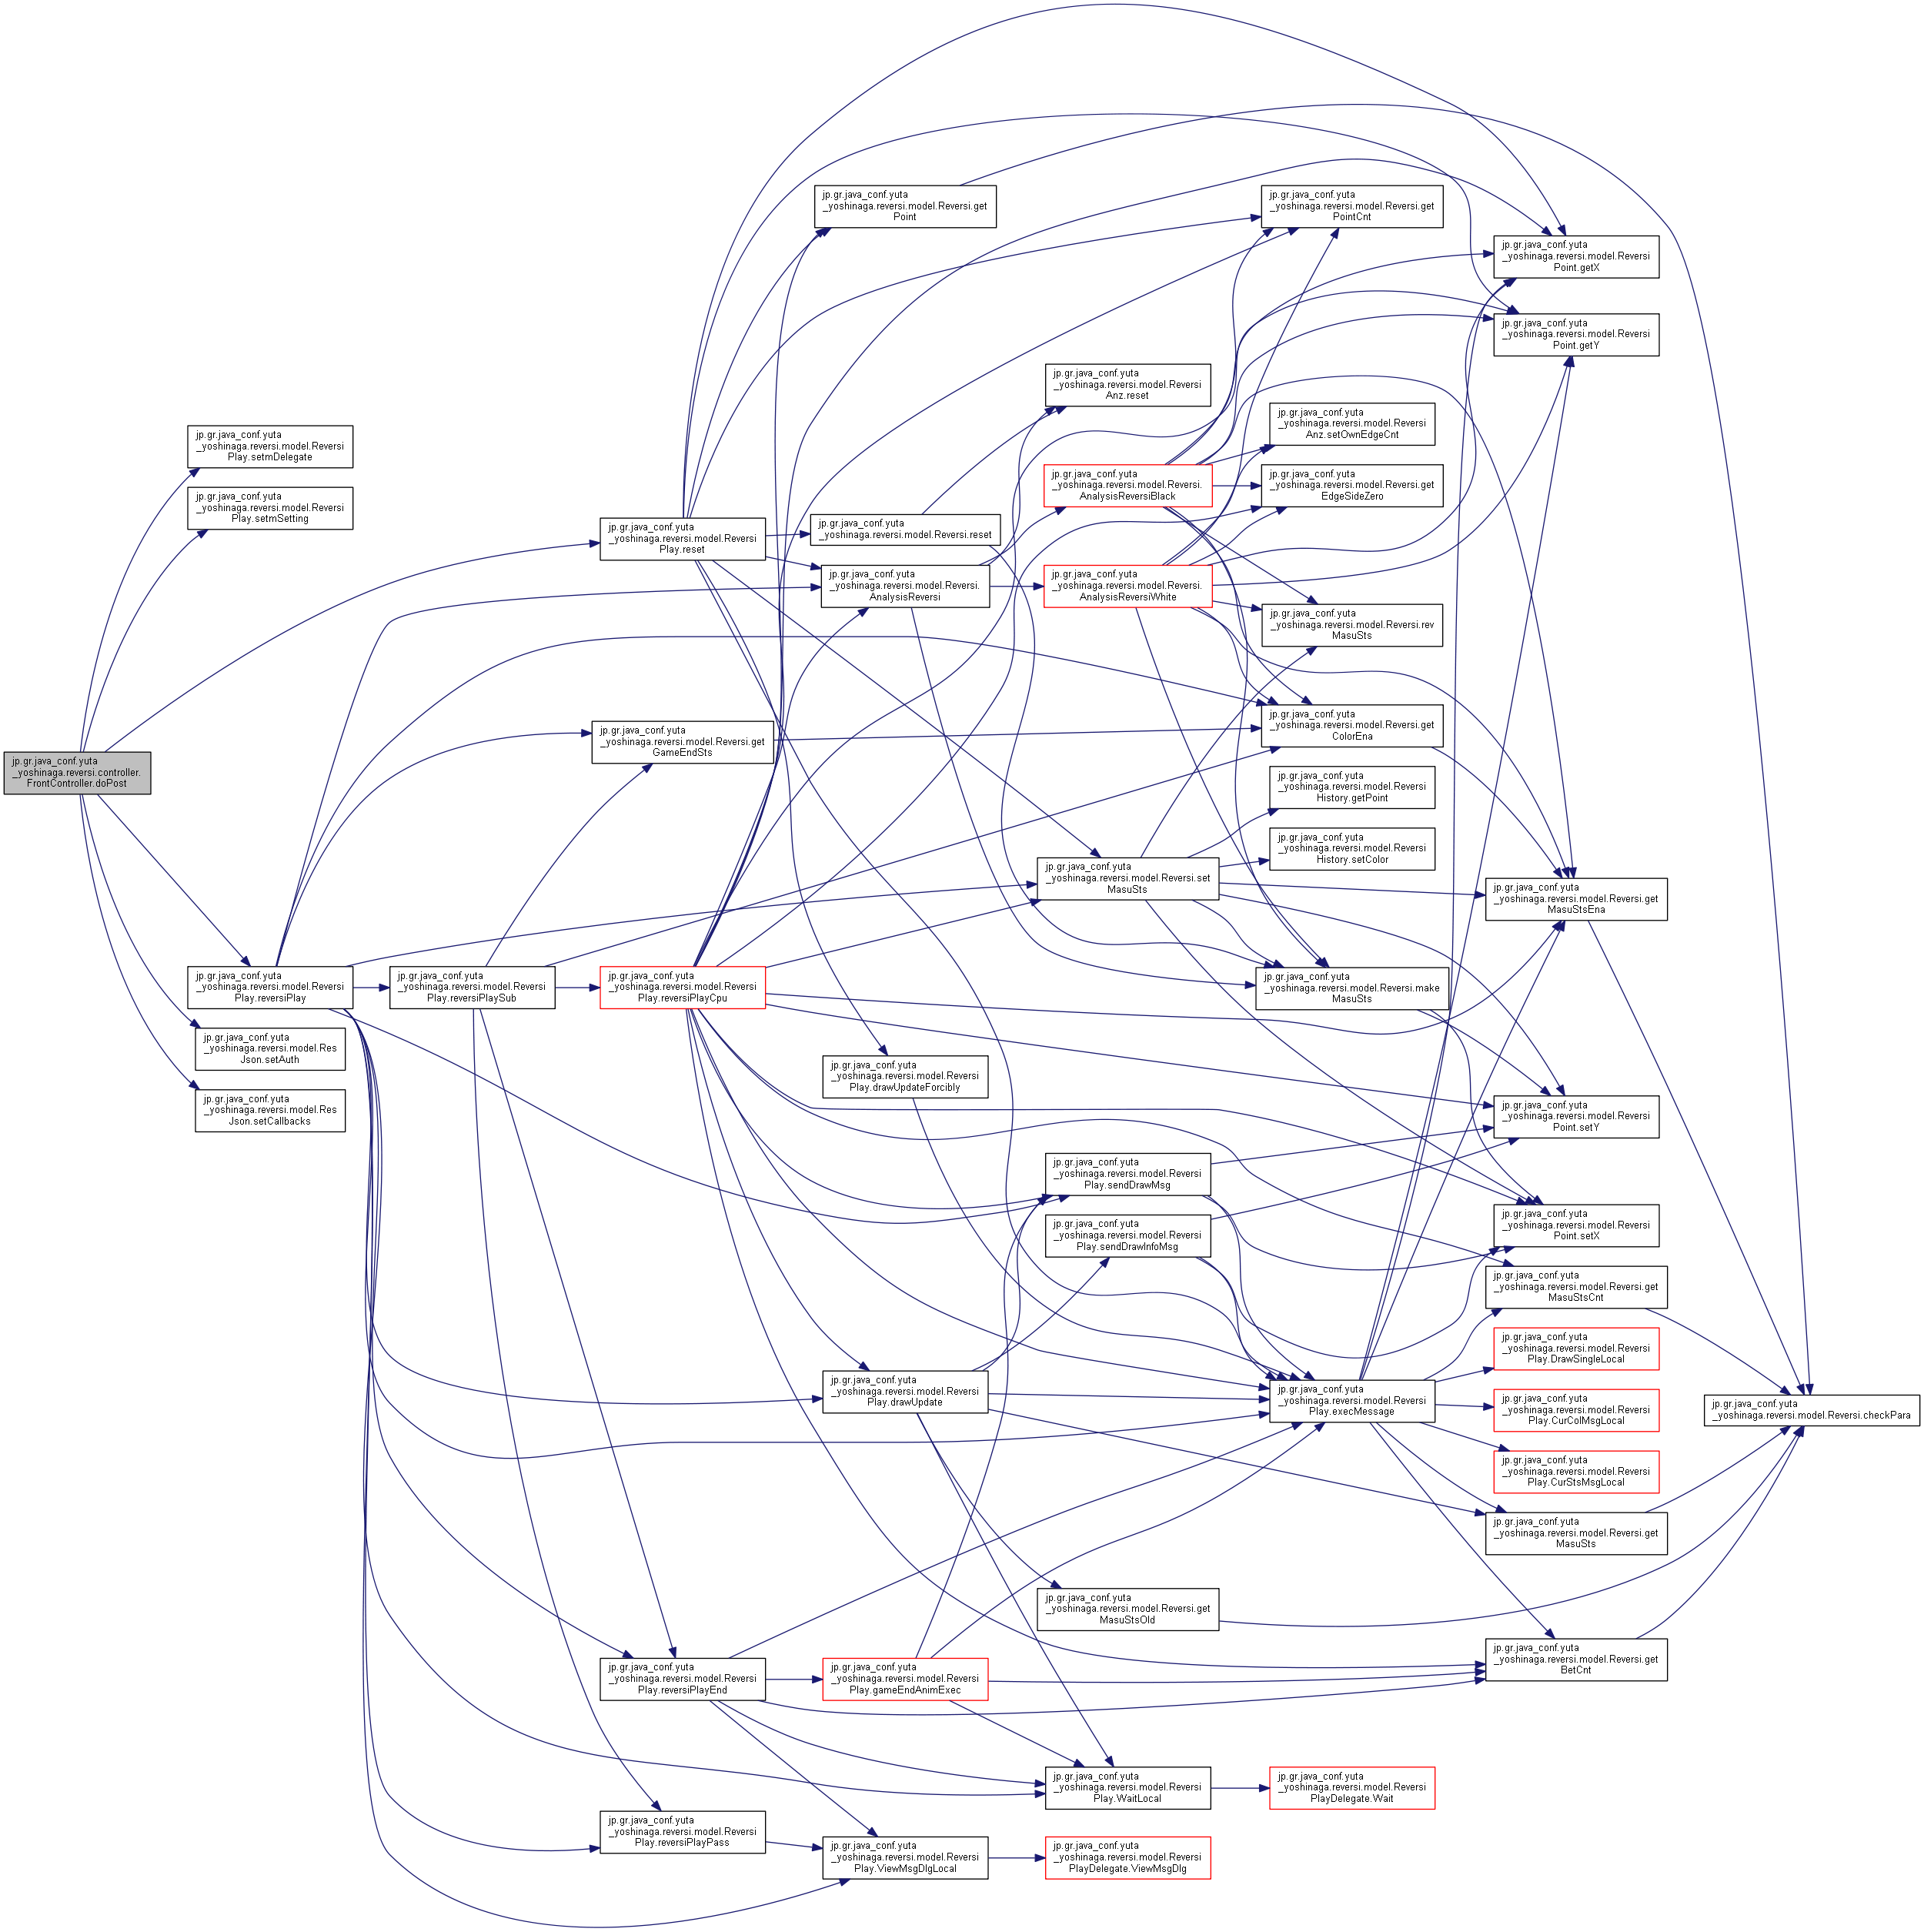 jp.gr.java_conf.yuta
_yoshinaga.reversi.controller.
FrontController.doPost
jp.gr.java_conf.yuta
_yoshinaga.reversi.model.Reversi
Play.setmDelegate
jp.gr.java_conf.yuta
_yoshinaga.reversi.model.Reversi
Play.setmSetting
jp.gr.java_conf.yuta
_yoshinaga.reversi.model.Reversi
Play.reversiPlay
jp.gr.java_conf.yuta
_yoshinaga.reversi.model.Res
Json.setAuth
jp.gr.java_conf.yuta
_yoshinaga.reversi.model.Res
Json.setCallbacks
jp.gr.java_conf.yuta
_yoshinaga.reversi.model.Reversi
Play.reversiPlaySub
jp.gr.java_conf.yuta
_yoshinaga.reversi.model.Reversi
Play.reset
jp.gr.java_conf.yuta
_yoshinaga.reversi.model.Reversi.get
GameEndSts
jp.gr.java_conf.yuta
_yoshinaga.reversi.model.Reversi
Play.reversiPlayCpu
jp.gr.java_conf.yuta
_yoshinaga.reversi.model.Reversi
Play.reversiPlayEnd
jp.gr.java_conf.yuta
_yoshinaga.reversi.model.Reversi
Play.reversiPlayPass
jp.gr.java_conf.yuta
_yoshinaga.reversi.model.Reversi.get
Point
jp.gr.java_conf.yuta
_yoshinaga.reversi.model.Reversi.reset
jp.gr.java_conf.yuta
_yoshinaga.reversi.model.Reversi.
AnalysisReversi
jp.gr.java_conf.yuta
_yoshinaga.reversi.model.Reversi
Play.drawUpdateForcibly
jp.gr.java_conf.yuta
_yoshinaga.reversi.model.Reversi
Play.drawUpdate
jp.gr.java_conf.yuta
_yoshinaga.reversi.model.Reversi
Play.gameEndAnimExec
jp.gr.java_conf.yuta
_yoshinaga.reversi.model.Reversi
Play.ViewMsgDlgLocal
jp.gr.java_conf.yuta
_yoshinaga.reversi.model.Reversi
Anz.reset
jp.gr.java_conf.yuta
_yoshinaga.reversi.model.Reversi.
AnalysisReversiBlack
jp.gr.java_conf.yuta
_yoshinaga.reversi.model.Reversi.
AnalysisReversiWhite
jp.gr.java_conf.yuta
_yoshinaga.reversi.model.Reversi.set
MasuSts
jp.gr.java_conf.yuta
_yoshinaga.reversi.model.Reversi
Play.sendDrawMsg
jp.gr.java_conf.yuta
_yoshinaga.reversi.model.Reversi
Play.sendDrawInfoMsg
jp.gr.java_conf.yuta
_yoshinaga.reversi.model.Reversi.get
MasuStsOld
jp.gr.java_conf.yuta
_yoshinaga.reversi.model.Reversi
Play.WaitLocal
jp.gr.java_conf.yuta
_yoshinaga.reversi.model.Reversi
PlayDelegate.ViewMsgDlg
jp.gr.java_conf.yuta
_yoshinaga.reversi.model.Reversi.get
PointCnt
jp.gr.java_conf.yuta
_yoshinaga.reversi.model.Reversi
Anz.setOwnEdgeCnt
jp.gr.java_conf.yuta
_yoshinaga.reversi.model.Reversi.get
EdgeSideZero
jp.gr.java_conf.yuta
_yoshinaga.reversi.model.Reversi.rev
MasuSts
jp.gr.java_conf.yuta
_yoshinaga.reversi.model.Reversi.get
ColorEna
jp.gr.java_conf.yuta
_yoshinaga.reversi.model.Reversi
History.getPoint
jp.gr.java_conf.yuta
_yoshinaga.reversi.model.Reversi
History.setColor
jp.gr.java_conf.yuta
_yoshinaga.reversi.model.Reversi.make
MasuSts
jp.gr.java_conf.yuta
_yoshinaga.reversi.model.Reversi
Play.execMessage
jp.gr.java_conf.yuta
_yoshinaga.reversi.model.Reversi
PlayDelegate.Wait
jp.gr.java_conf.yuta
_yoshinaga.reversi.model.Reversi
Point.getX
jp.gr.java_conf.yuta
_yoshinaga.reversi.model.Reversi
Point.getY
jp.gr.java_conf.yuta
_yoshinaga.reversi.model.Reversi.get
MasuStsEna
jp.gr.java_conf.yuta
_yoshinaga.reversi.model.Reversi
Point.setY
jp.gr.java_conf.yuta
_yoshinaga.reversi.model.Reversi
Point.setX
jp.gr.java_conf.yuta
_yoshinaga.reversi.model.Reversi.get
MasuStsCnt
jp.gr.java_conf.yuta
_yoshinaga.reversi.model.Reversi
Play.DrawSingleLocal
jp.gr.java_conf.yuta
_yoshinaga.reversi.model.Reversi
Play.CurColMsgLocal
jp.gr.java_conf.yuta
_yoshinaga.reversi.model.Reversi
Play.CurStsMsgLocal
jp.gr.java_conf.yuta
_yoshinaga.reversi.model.Reversi.get
MasuSts
jp.gr.java_conf.yuta
_yoshinaga.reversi.model.Reversi.get
BetCnt
jp.gr.java_conf.yuta
_yoshinaga.reversi.model.Reversi.checkPara